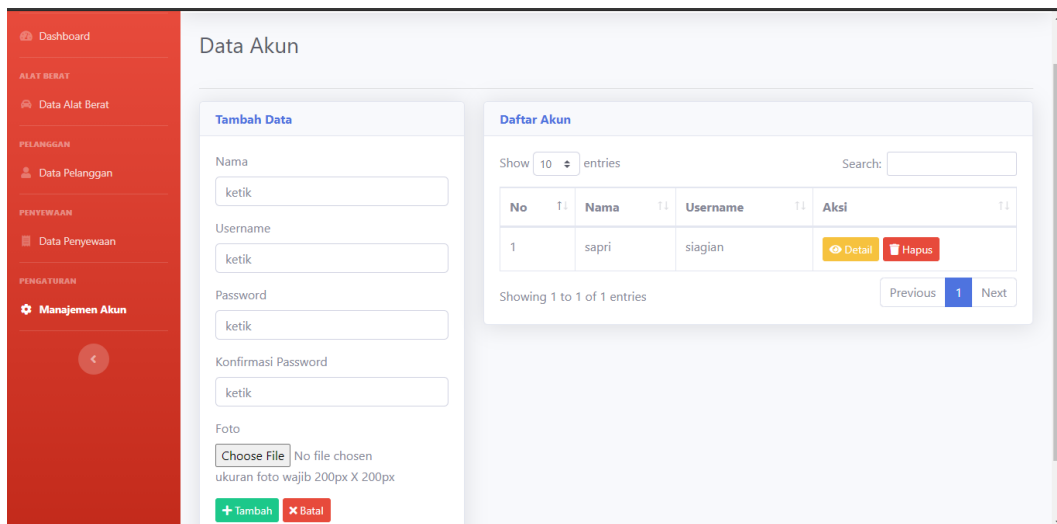 Dashboard
ALAT BERAT
Data Alat Berat
PELANGGAN
Data Pelanggan
PENYEWAAN
Data Penyewaan
PENGATURAN
Manajemen Akun
Data Akun
Tambah Data
Nama
ketik
Username
ketik
Password
ketik
Konfirmasi Password
ketik
Foto
Choose File No file chosen
ukuran foto wajib 200px X 200px
Tambah Batal
Daftar Akun
Show 10 entries Search:
No Nama Username Aksi
1 sapri siagian Detail Hapus
Showing 1 to 1 of 1 entries Previous 1 Next